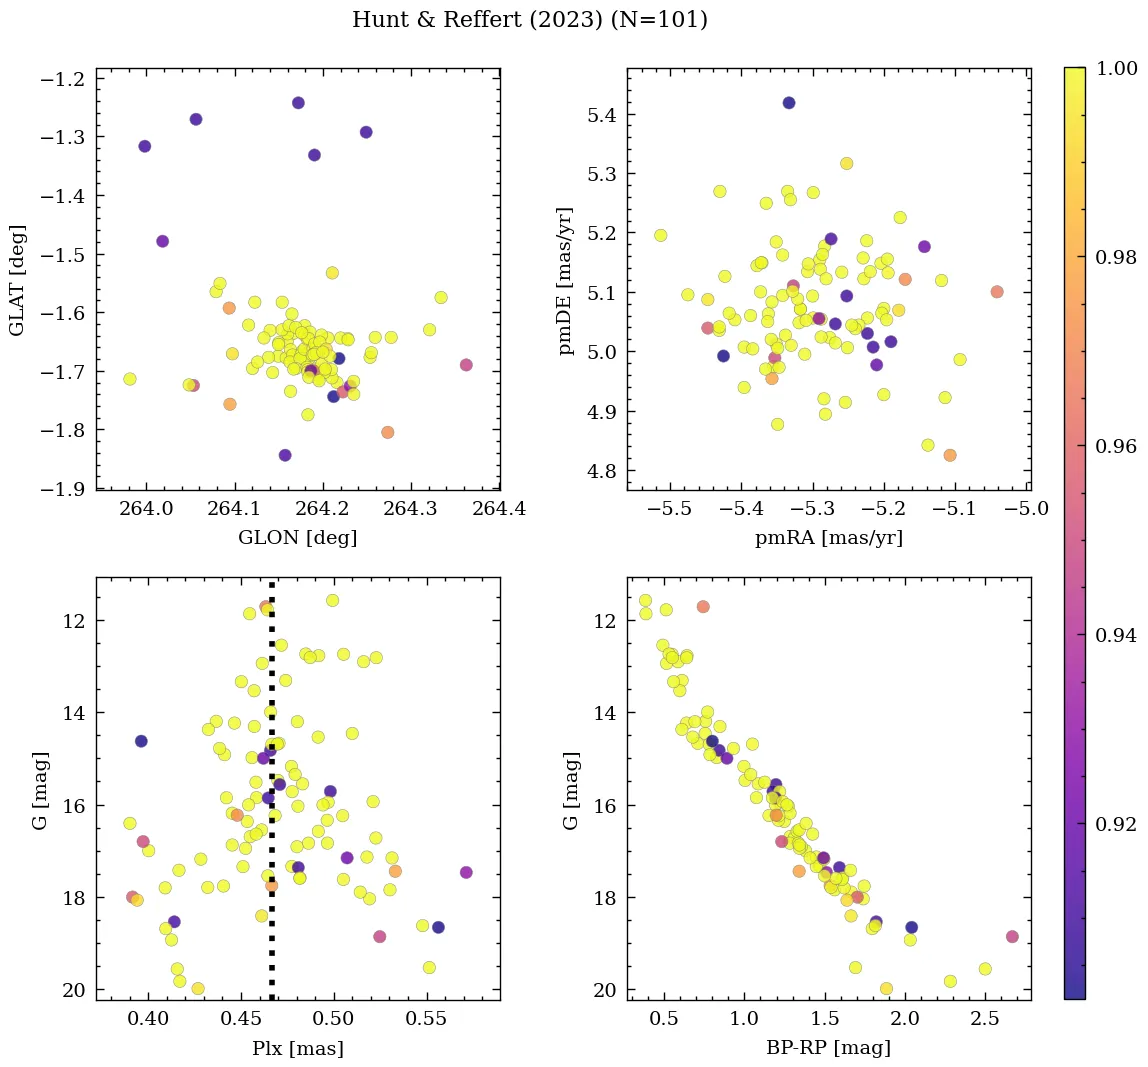 Hunt & Reffert (2023) (N=101)
−1.2
−1.3
−1.4
−1.5
−1.6
−1.7
−1.8
−1.9
GLAT [deg]
264.0 264.1 264.2 264.3 264.4
GLON [deg]
5.4
5.3
5.2
5.1
5.0
4.9
4.8
pmDE [mas/yr]
−5.5 −5.4 −5.3 −5.2 −5.1 −5.0
pmRA [mas/yr]
12
14
16
18
20
G [mag]
0.40 0.45 0.50 0.55
Plx [mas]
12
14
16
18
20
G [mag]
0.5 1.0 1.5 2.0 2.5
BP-RP [mag]
1.00
0.98
0.96
0.94
0.92